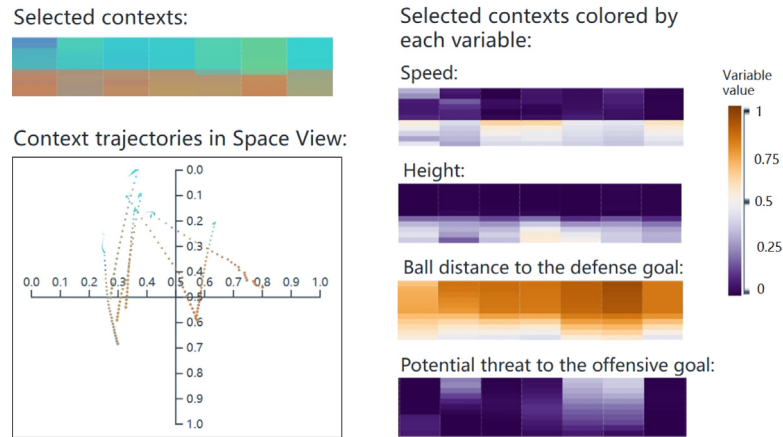 Selected contexts:
Context trajectories in Space View:
0.0
0.1
0.2
0.3
0.4
0.5
0.6
0.7
0.8
0.9
1.0
0.0 0.1 0.2 0.3 0.4 0.5 0.6 0.7 0.8 0.9 1.0
Selected contexts colored by
each variable:
Speed:
Height:
Ball distance to the defense goal:
Potential threat to the offensive goal:
Variable
value
1
0.75
0.5
0.25
0